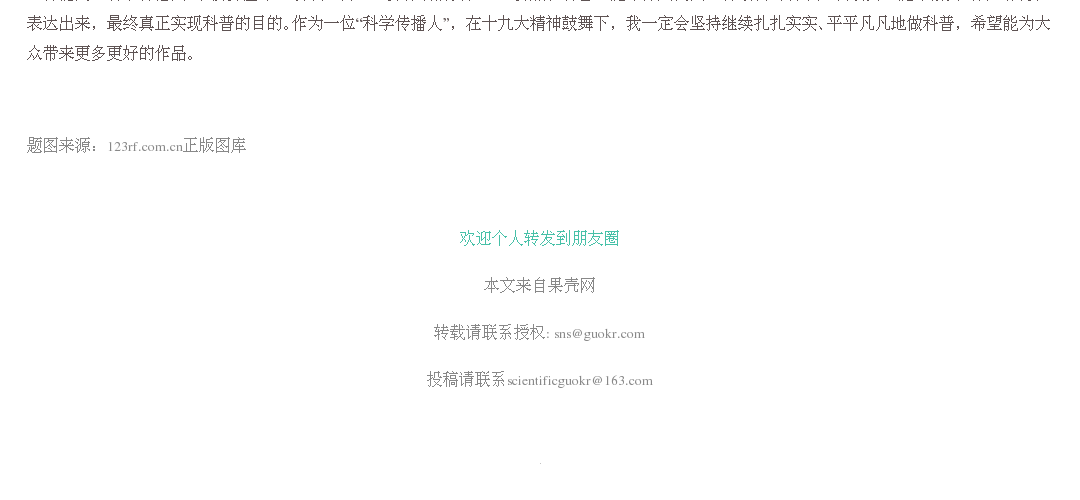 表达出来，最终真正实现科普的目的。作为一位“科学传播人”，在十九大精神鼓舞下，我一定会坚持继续扎扎实实、平平凡凡地做科普，希望能为大
众带来更多更好的作品。
题图来源：123rf.com.cn正版图库
欢迎个人转发到朋友圈
本文来自果壳网
转载请联系授权: sns@guokr.com
投稿请联系scientificguokr@163.com